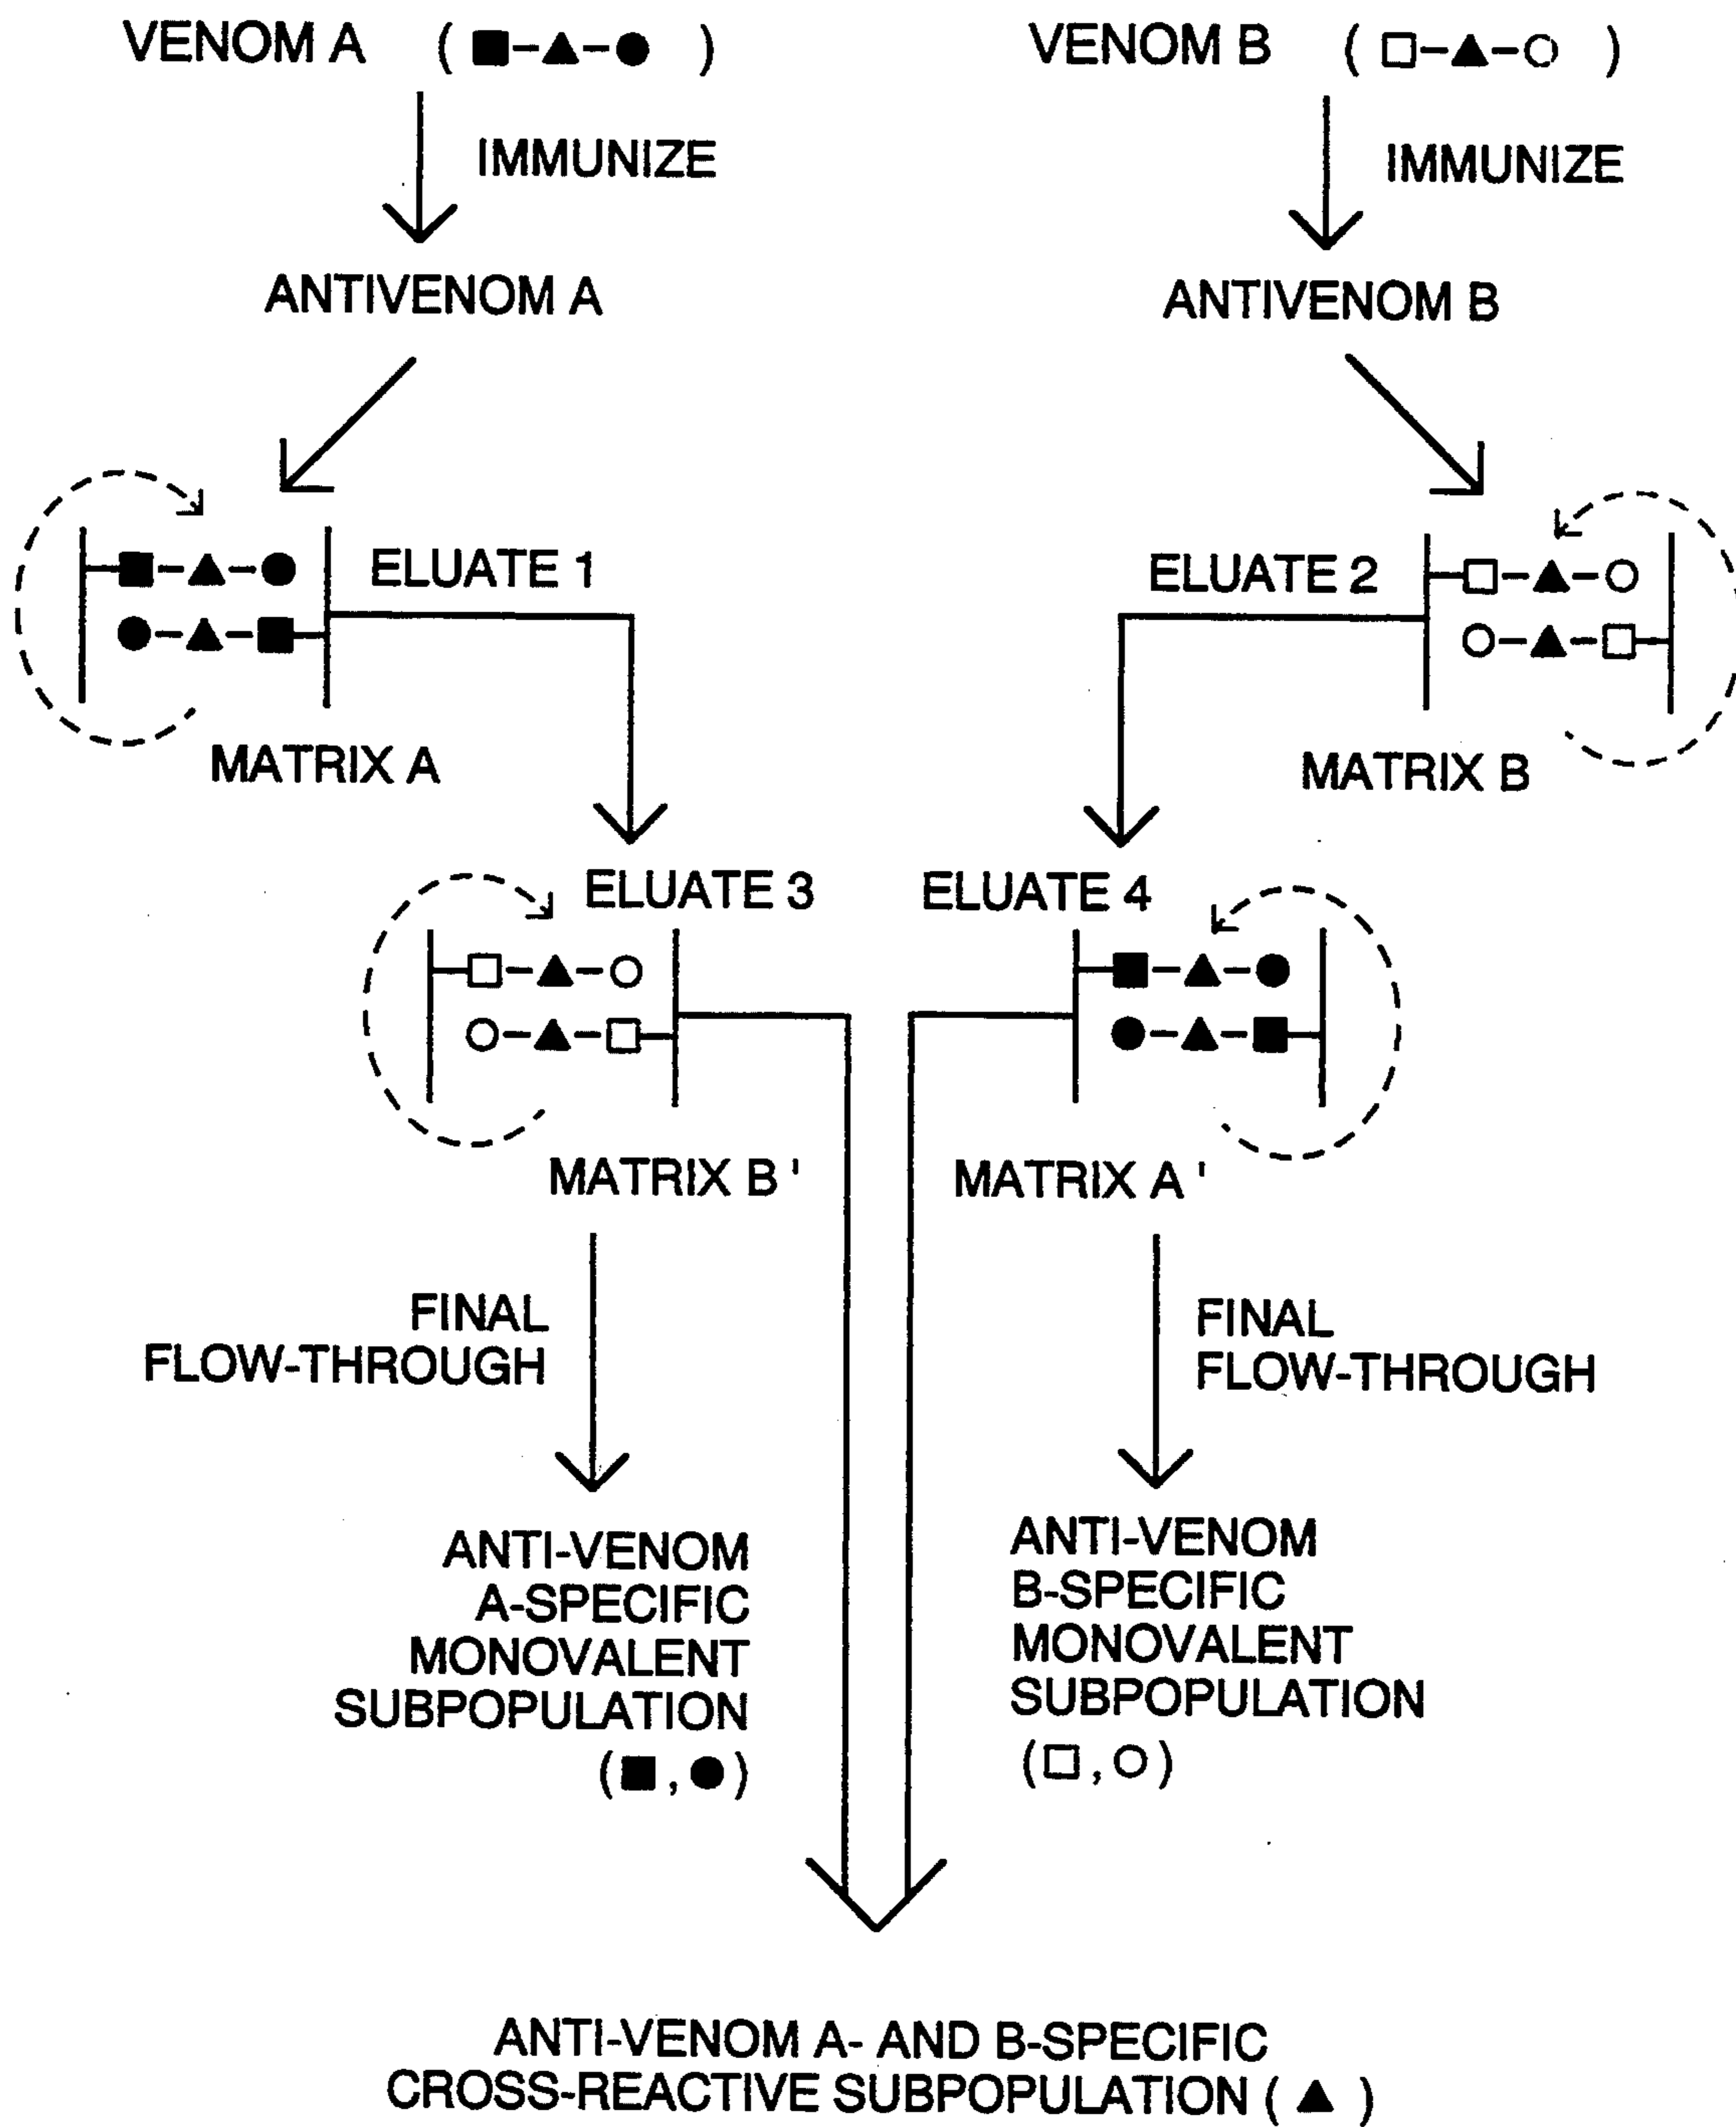 VENOM A ( ■-▲-● )
VENOM B ( □-▲-○ )
IMMUNIZE
IMMUNIZE
ANTIVENOM A
ANTIVENOM B
ELUATE 1
ELUATE 2
MATRIX A
MATRIX B
ELUATE 3
ELUATE 4
MATRIX B '
MATRIX A '
FINAL
FLOW-THROUGH
FINAL
FLOW-THROUGH
ANTI-VENOM
A-SPECIFIC
MONOVALENT
SUBPOPULATION
(■,●)
ANTI-VENOM
B-SPECIFIC
MONOVALENT
SUBPOPULATION
(□,○)
ANTI-VENOM A- AND B-SPECIFIC
CROSS-REACTIVE SUBPOPULATION ( ▲ )